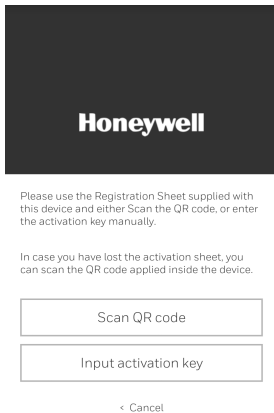 Honeywell
Please use the Registration Sheet supplied with
this device and either Scan the QR code, or enter
the activation key manually.
In case you have lost the activation sheet, you
can scan the QR code applied inside the device.
Scan QR code
Input activation key
< Cancel